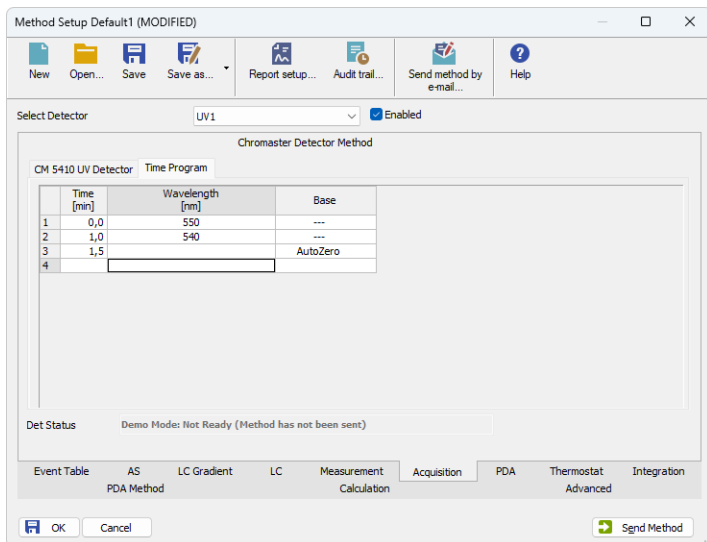 Method Setup Default1 (MODIFIED)
New Open... Save Save as... Report setup... Audit trail... Send method by e-mail... Help
Select Detector UV1 Enabled
Chromaster Detector Method
CM 5410 UV Detector Time Program
Time [min] Wavelength [nm] Base
1 0,0 550 ---
2 1,0 540 ---
3 1,5 AutoZero
4
Det Status Demo Mode: Not Ready (Method has not been sent)
Event Table AS LC Gradient LC Measurement Acquisition PDA Thermostat Integration
PDA Method Calculation Advanced
OK Cancel Send Method